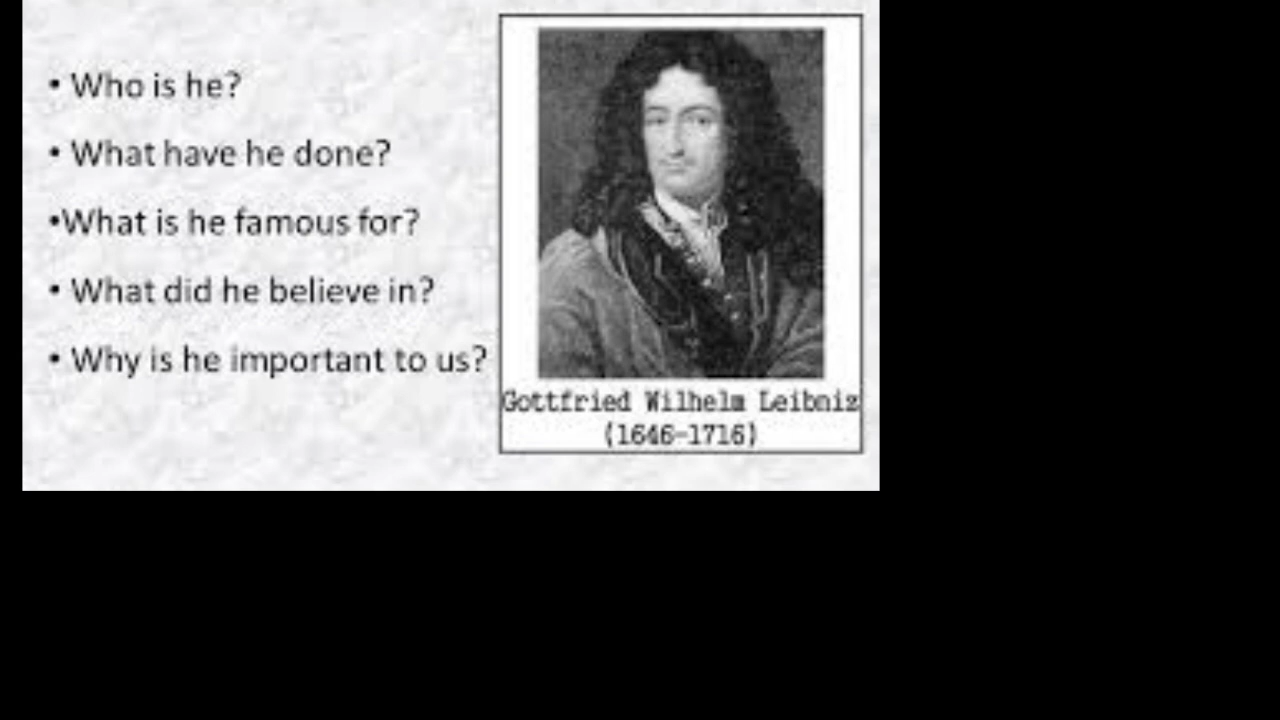 • Who is he?
• What have he done?
•What is he famous for?
• What did he believe in?
• Why is he important to us?
Gottfried Wilhelm Leibniz
(1646-1716)